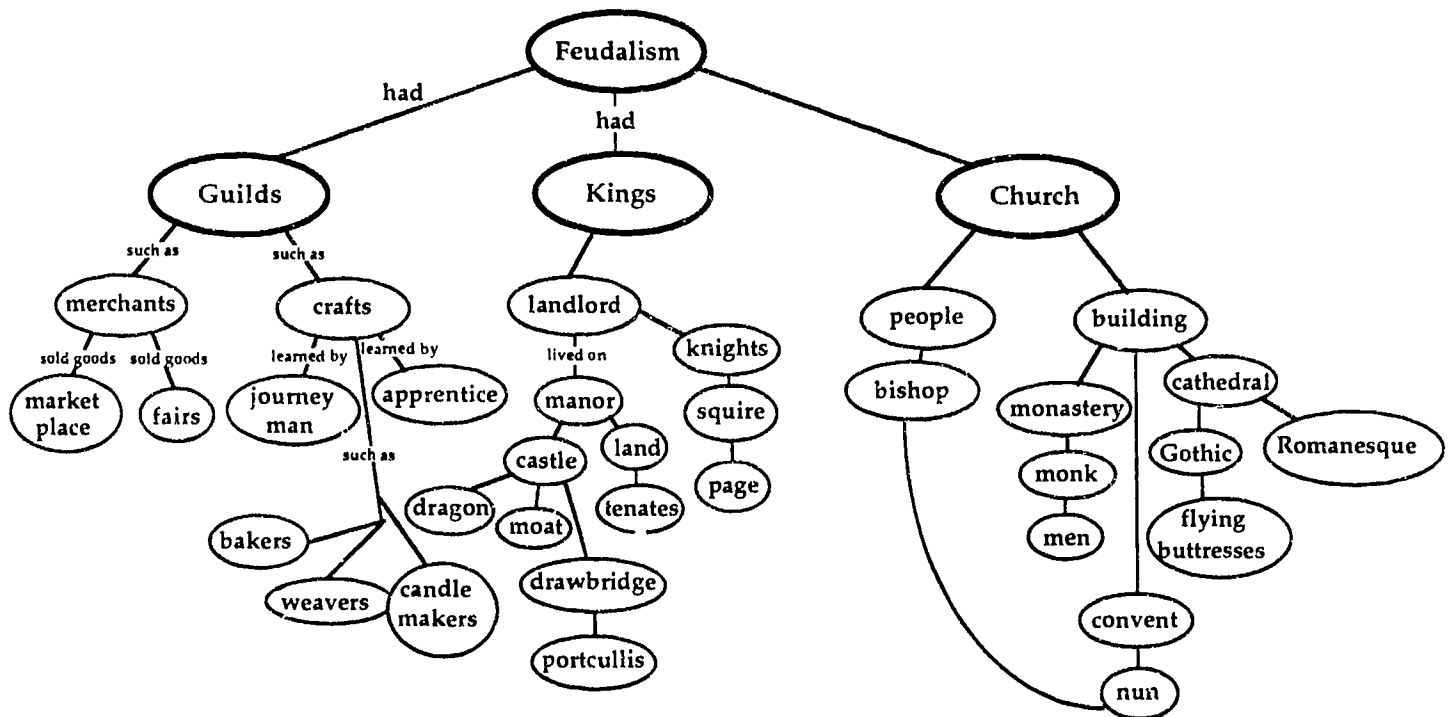 Feudalism
had
had
Guilds
Kings
Church
such as
such as
merchants
crafts
landlord
people
building
sold goods
sold goods
learned by
learned by
lived on
knights
market
place
fairs
journey
man
apprentice
manor
squire
bishop
monastery
cathedral
such as
castle
land
page
monk
Gothic
Romanesque
dragon
moat
tenates
men
flying
buttresses
bakers
weavers
candle
makers
drawbridge
convent
portcullis
nun